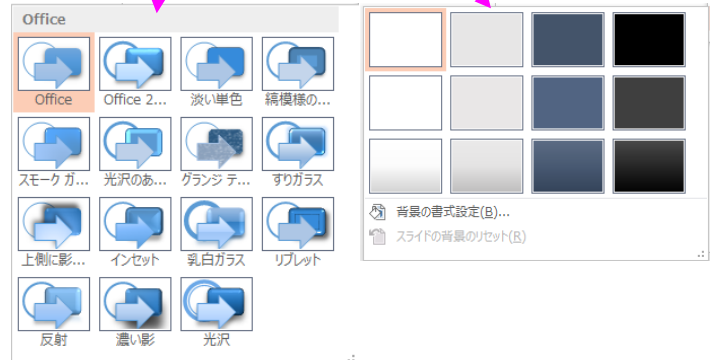 Office
Office
Office 2...
淡い単色
縞模様の...
スモーク ガ...
光沢のあ...
グランジ テ...
すりガラス
上側に影...
インセット
乳白ガラス
リブレット
反射
濃い影
光沢
背景の書式設定(B)...
スライドの背景のリセット(R)